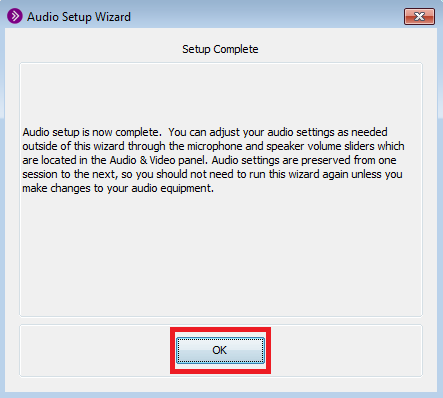 Audio Setup Wizard
Setup Complete
Audio setup is now complete.  You can adjust your audio settings as needed
outside of this wizard through the microphone and speaker volume sliders which
are located in the Audio & Video panel. Audio settings are preserved from one
session to the next, so you should not need to run this wizard again unless you
make changes to your audio equipment.
OK